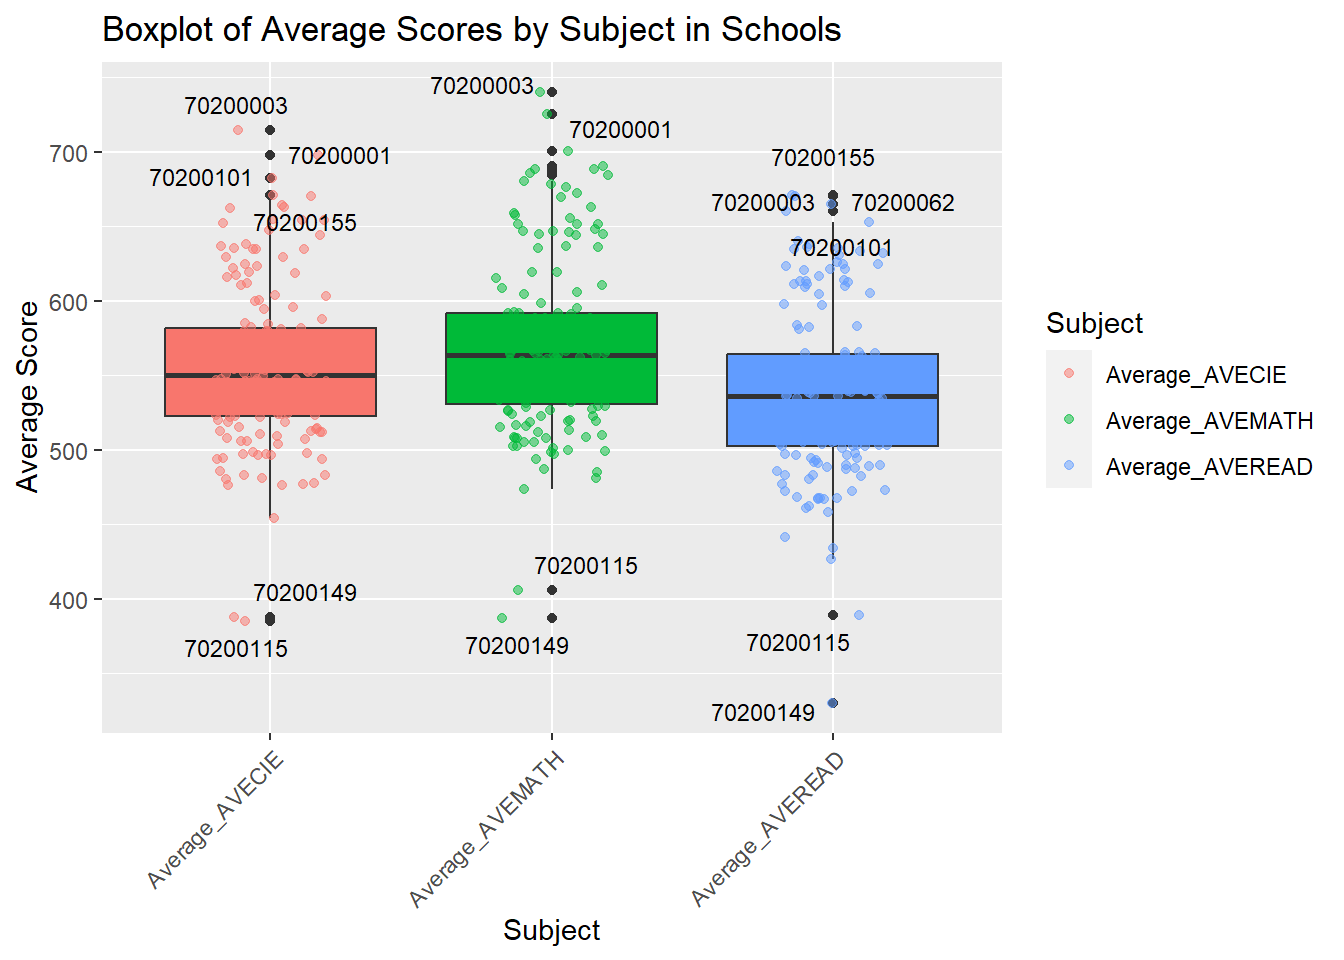 Boxplot of Average Scores by Subject in Schools
Average Score
700
600
500
400
70200003
70200001
70200101
70200155
70200149
70200115
70200003
70200001
70200115
70200149
70200155
70200003
70200062
70200101
70200115
70200149
Average_AVECIE
Average_AVEMATH
Average_AVEREAD
Subject
Subject
Average_AVECIE
Average_AVEMATH
Average_AVEREAD